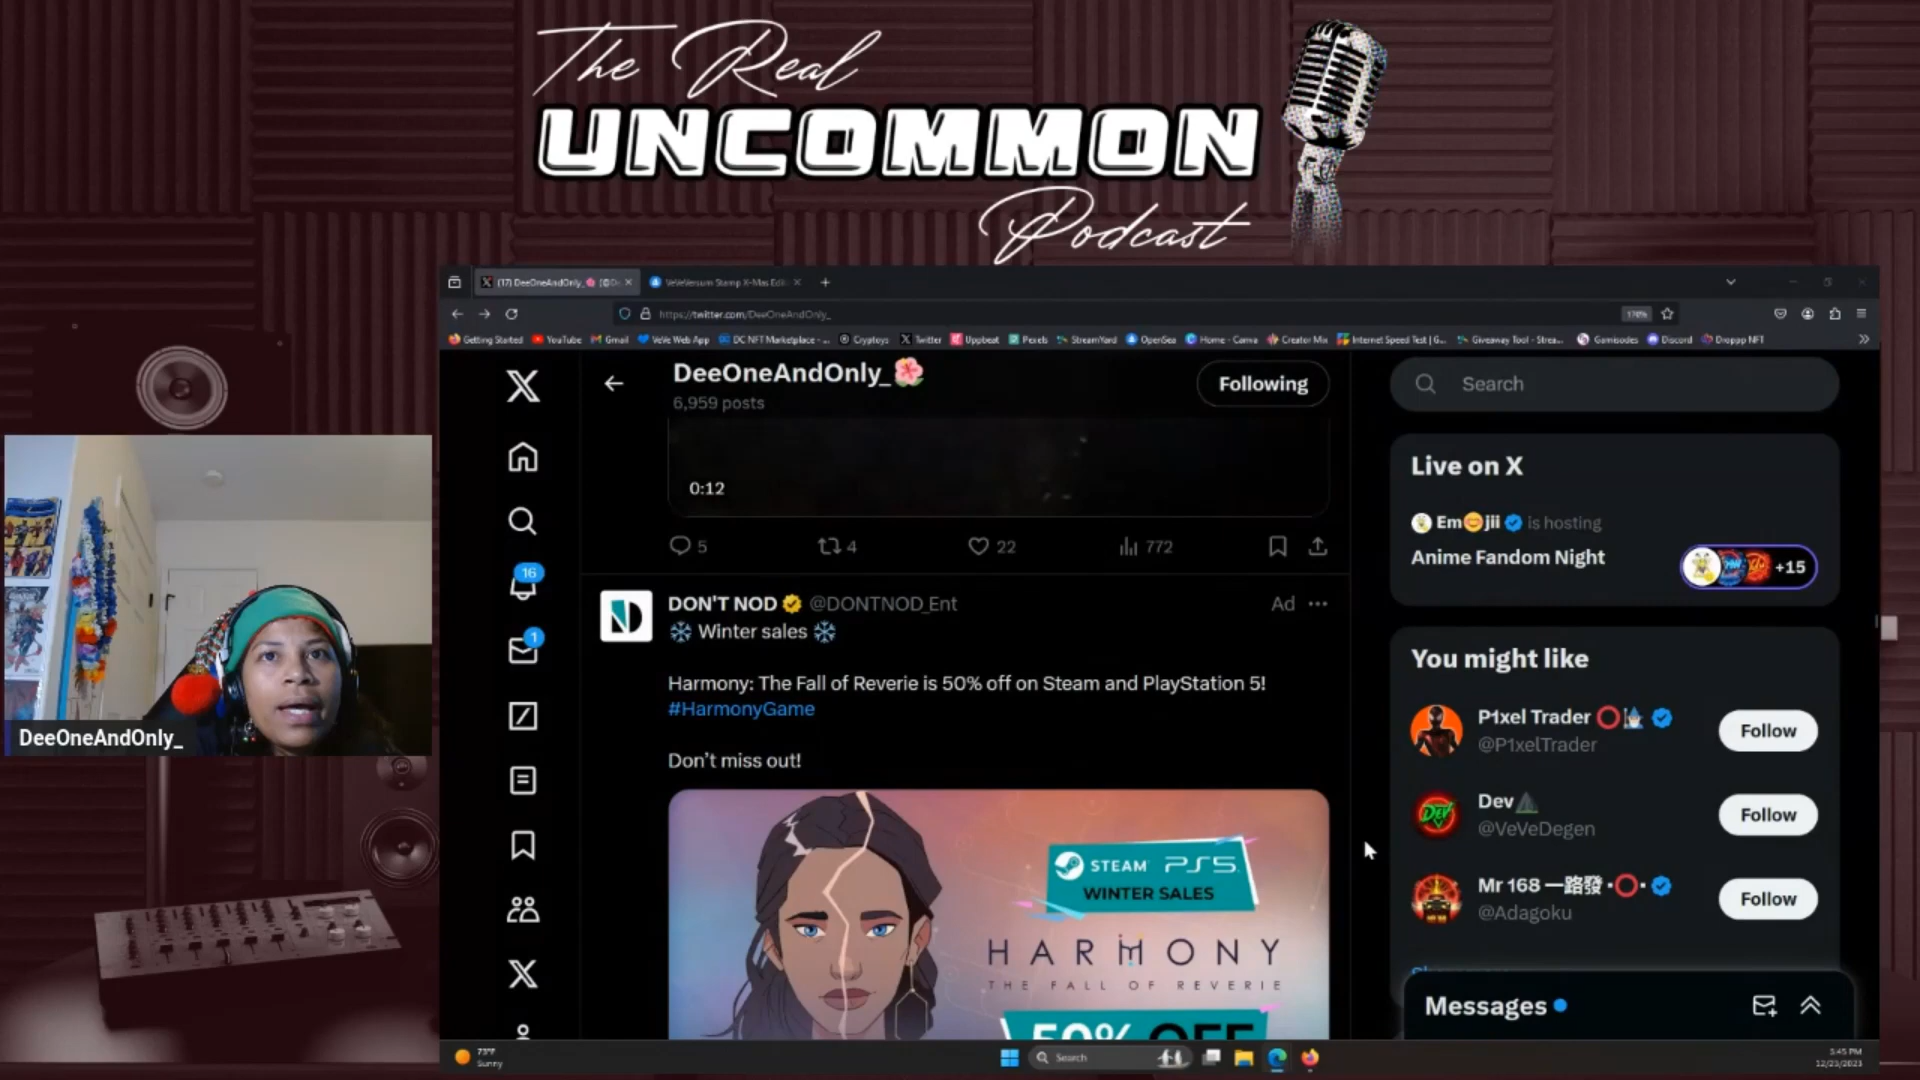 The Real
UNCOMMON
Podcast
(17) DeeOneAndOnly_
VeVeVersum Stamp X-Mas Edit
https://twitter.com/DeeOneAndOnly_
170%
Getting Started
YouTube
Gmail
VeVe Web App
DC NFT Marketplace - ...
Cryptoys
Twitter
Uppbeat
Pexels
StreamYard
OpenSea
Home - Canva
Creator Mix
Internet Speed Test | G...
Giveaway Tool - Strea...
Gamisodes
Discord
Droppp NFT
DeeOneAndOnly_🌺
6,959 posts
Following
Search
0:12
5
4
22
772
16
1
DON'T NOD @DONTNOD_Ent
Ad
❄️ Winter sales ❄️
Harmony: The Fall of Reverie is 50% off on Steam and PlayStation 5!
#HarmonyGame
Don't miss out!
STEAM PS5
WINTER SALES
HARMONY
THE FALL OF REVERIE
50% OFF
Live on X
Em😊jii is hosting
Anime Fandom Night
+15
You might like
P1xel Trader
@P1xelTrader
Follow
Dev
@VeVeDegen
Follow
Mr 168 一路發
@Adagoku
Follow
Messages
DeeOneAndOnly_
73°F
Sunny
Search
3:45 PM
12/23/2023